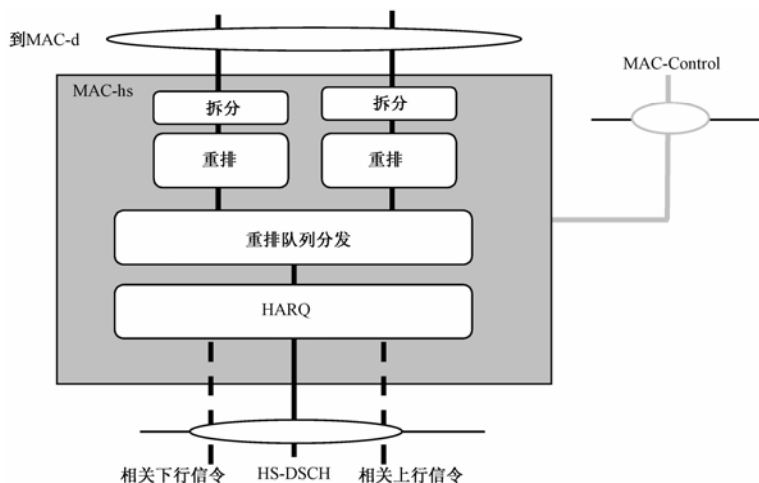 到MAC-d
MAC-Control
MAC-hs
拆分
拆分
重排
重排
重排队列分发
HARQ
相关下行信令
HS-DSCH
相关上行信令